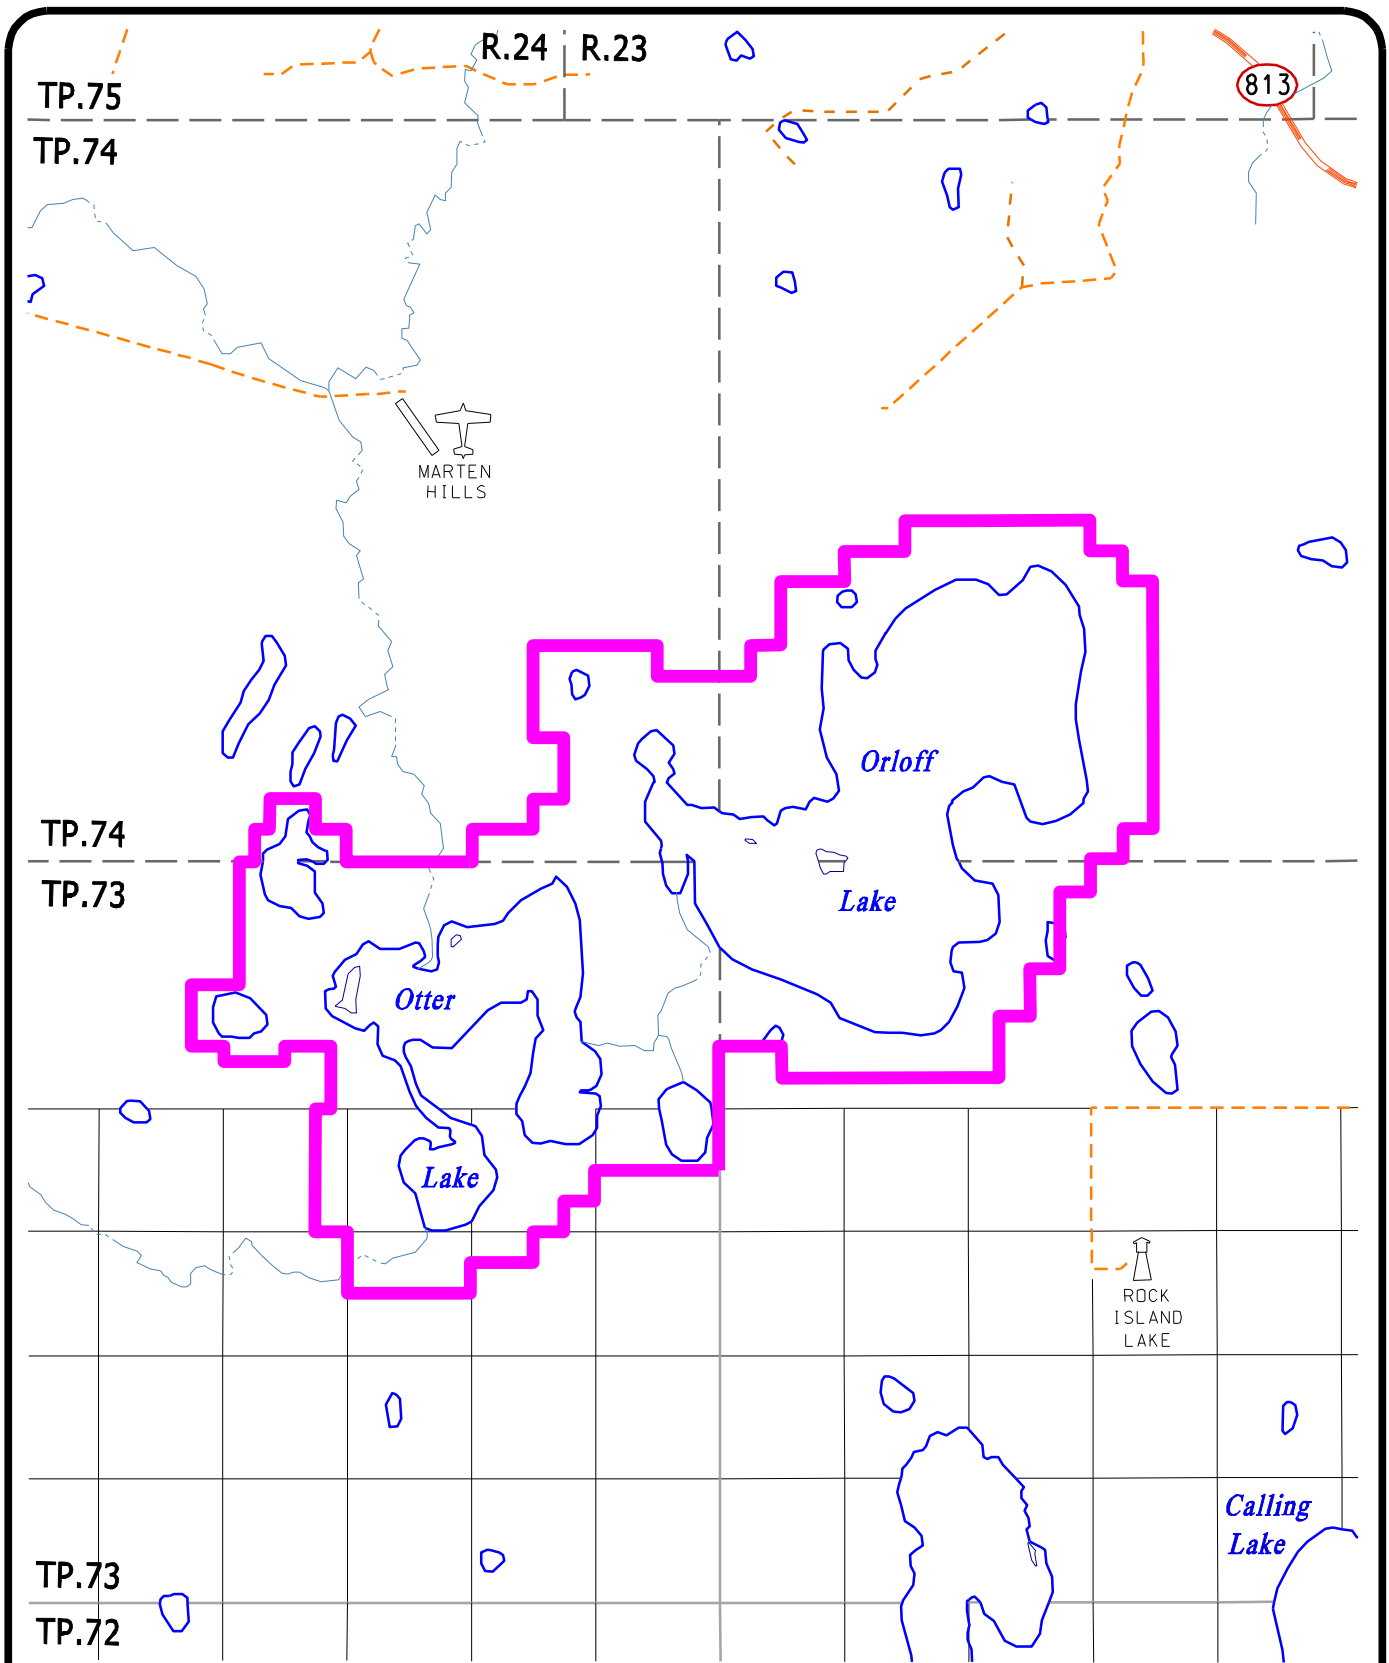 R.24 R.23
TP.75
813
TP.74
MARTEN
HILLS
Orloff
TP.74
TP.73
Lake
Otter
Lake
ROCK
ISLAND
LAKE
Calling
Lake
TP.73
TP.72